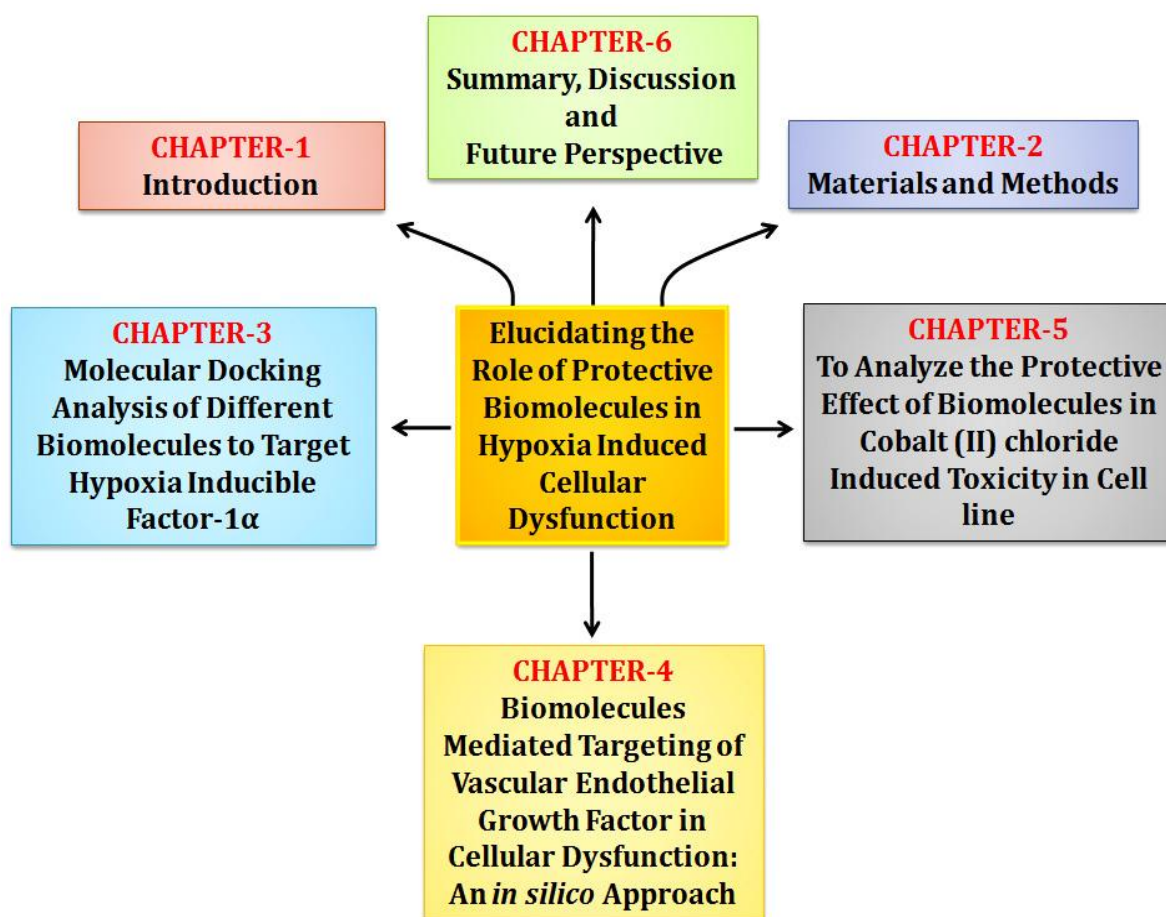 CHAPTER-6
Summary, Discussion
and
Future Perspective
CHAPTER-1
Introduction
CHAPTER-2
Materials and Methods
CHAPTER-3
Molecular Docking
Analysis of Different
Biomolecules to Target
Hypoxia Inducible
Factor-1α
Elucidating the
Role of Protective
Biomolecules in
Hypoxia Induced
Cellular
Dysfunction
CHAPTER-5
To Analyze the Protective
Effect of Biomolecules in
Cobalt (II) chloride
Induced Toxicity in Cell
line
CHAPTER-4
Biomolecules
Mediated Targeting of
Vascular Endothelial
Growth Factor in
Cellular Dysfunction:
An in silico Approach